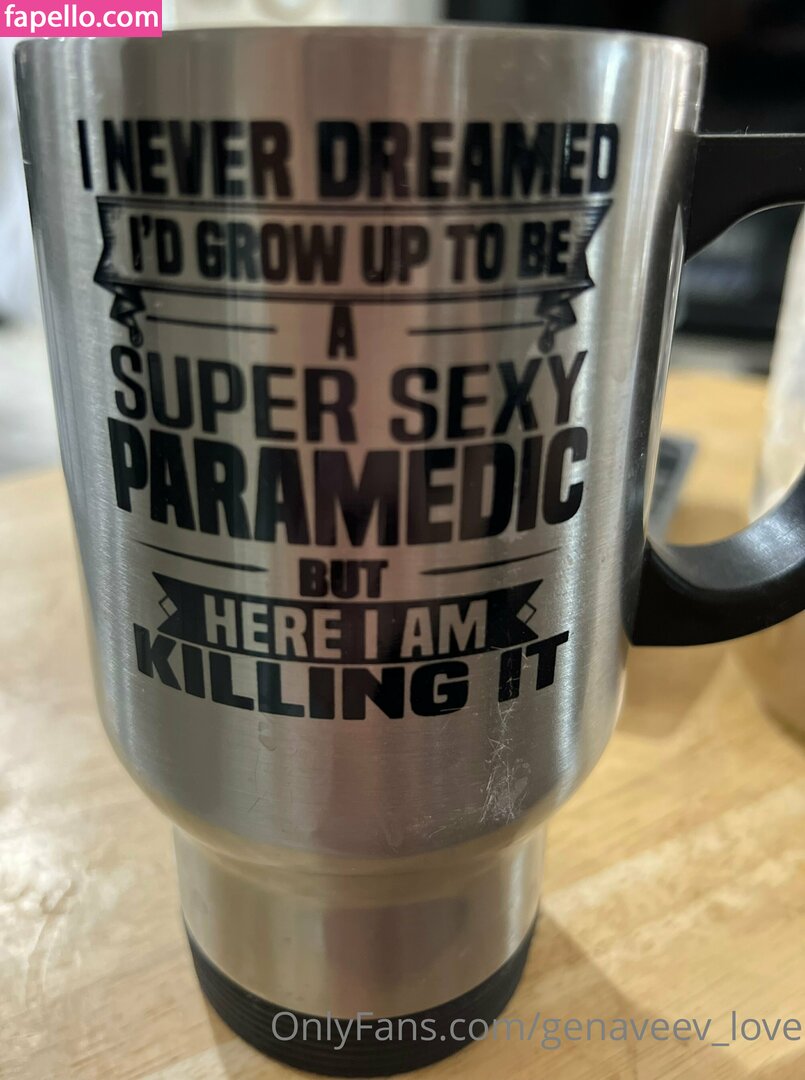 fapello.com
I NEVER DREAMED
I'D GROW UP TO BE
A
SUPER SEXY
PARAMEDIC
BUT
HERE I AM
KILLING IT
OnlyFans.com/genaveev_love